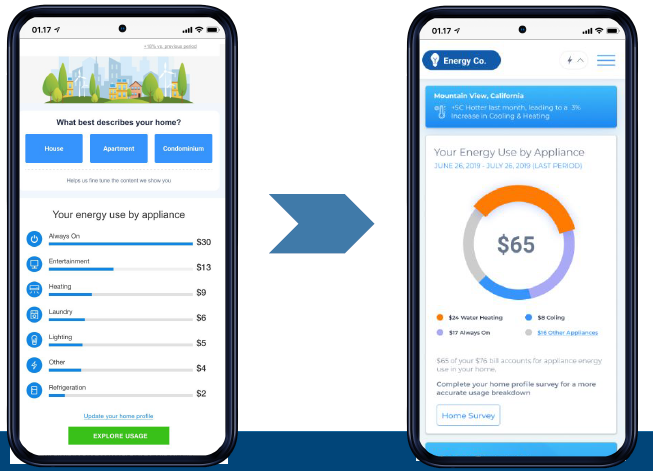 01.17
+10% vs. previous period
What best describes your home?
House
Apartment
Condominium
Helps us fine tune the content we show you
Your energy use by appliance
Always On
$30
Entertainment
$13
Heating
$9
Laundry
$6
Lighting
$5
Other
$4
Refrigeration
$2
Update your home profile
EXPLORE USAGE
01.17
Energy Co.
Mountain View, California
+5C Hotter last month, leading to a 3%
Increase in Cooling & Heating
Your Energy Use by Appliance
JUNE 26, 2019 - JULY 26, 2019 (LAST PERIOD)
$65
$24 Water Heating
$8 Coiling
$17 Always On
$16 Other Appliances
$65 of your $76 bill accounts for appliance energy
use in your home.
Complete your home profile survey for a more
accurate usage breakdown
Home Survey